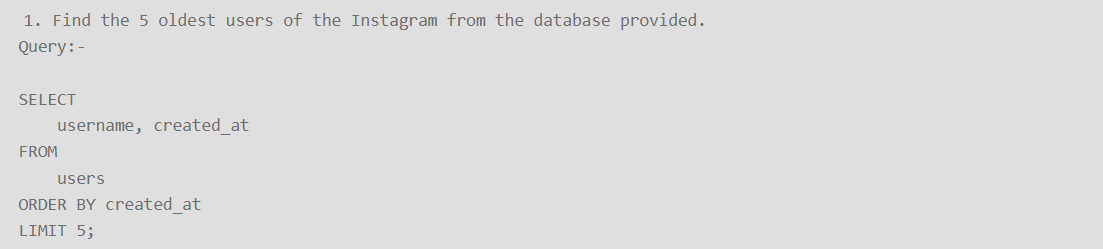 1. Find the 5 oldest users of the Instagram from the database provided.
Query:-
SELECT
username, created_at
FROM
users
ORDER BY created_at
LIMIT 5;